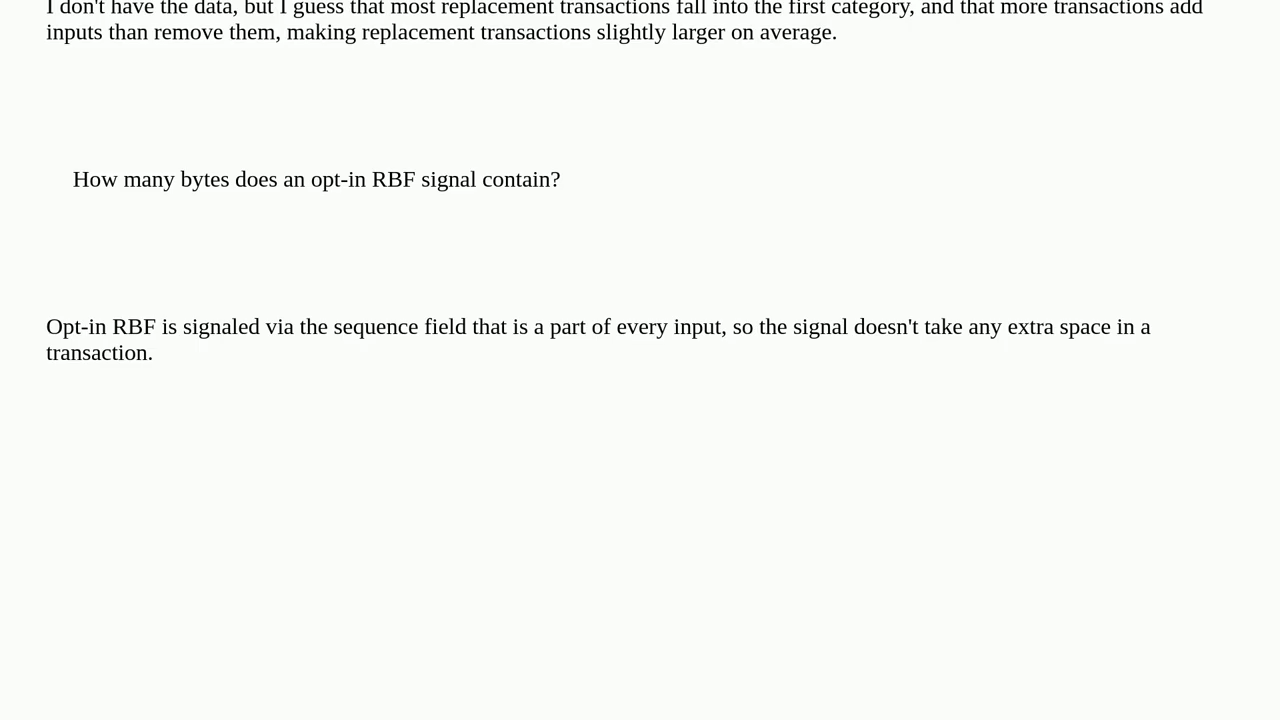 I don't have the data, but I guess that most replacement transactions fall into the first category, and that more transactions add
inputs than remove them, making replacement transactions slightly larger on average.
How many bytes does an opt-in RBF signal contain?
Opt-in RBF is signaled via the sequence field that is a part of every input, so the signal doesn't take any extra space in a
transaction.